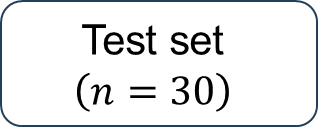 Test set
(n = 30)